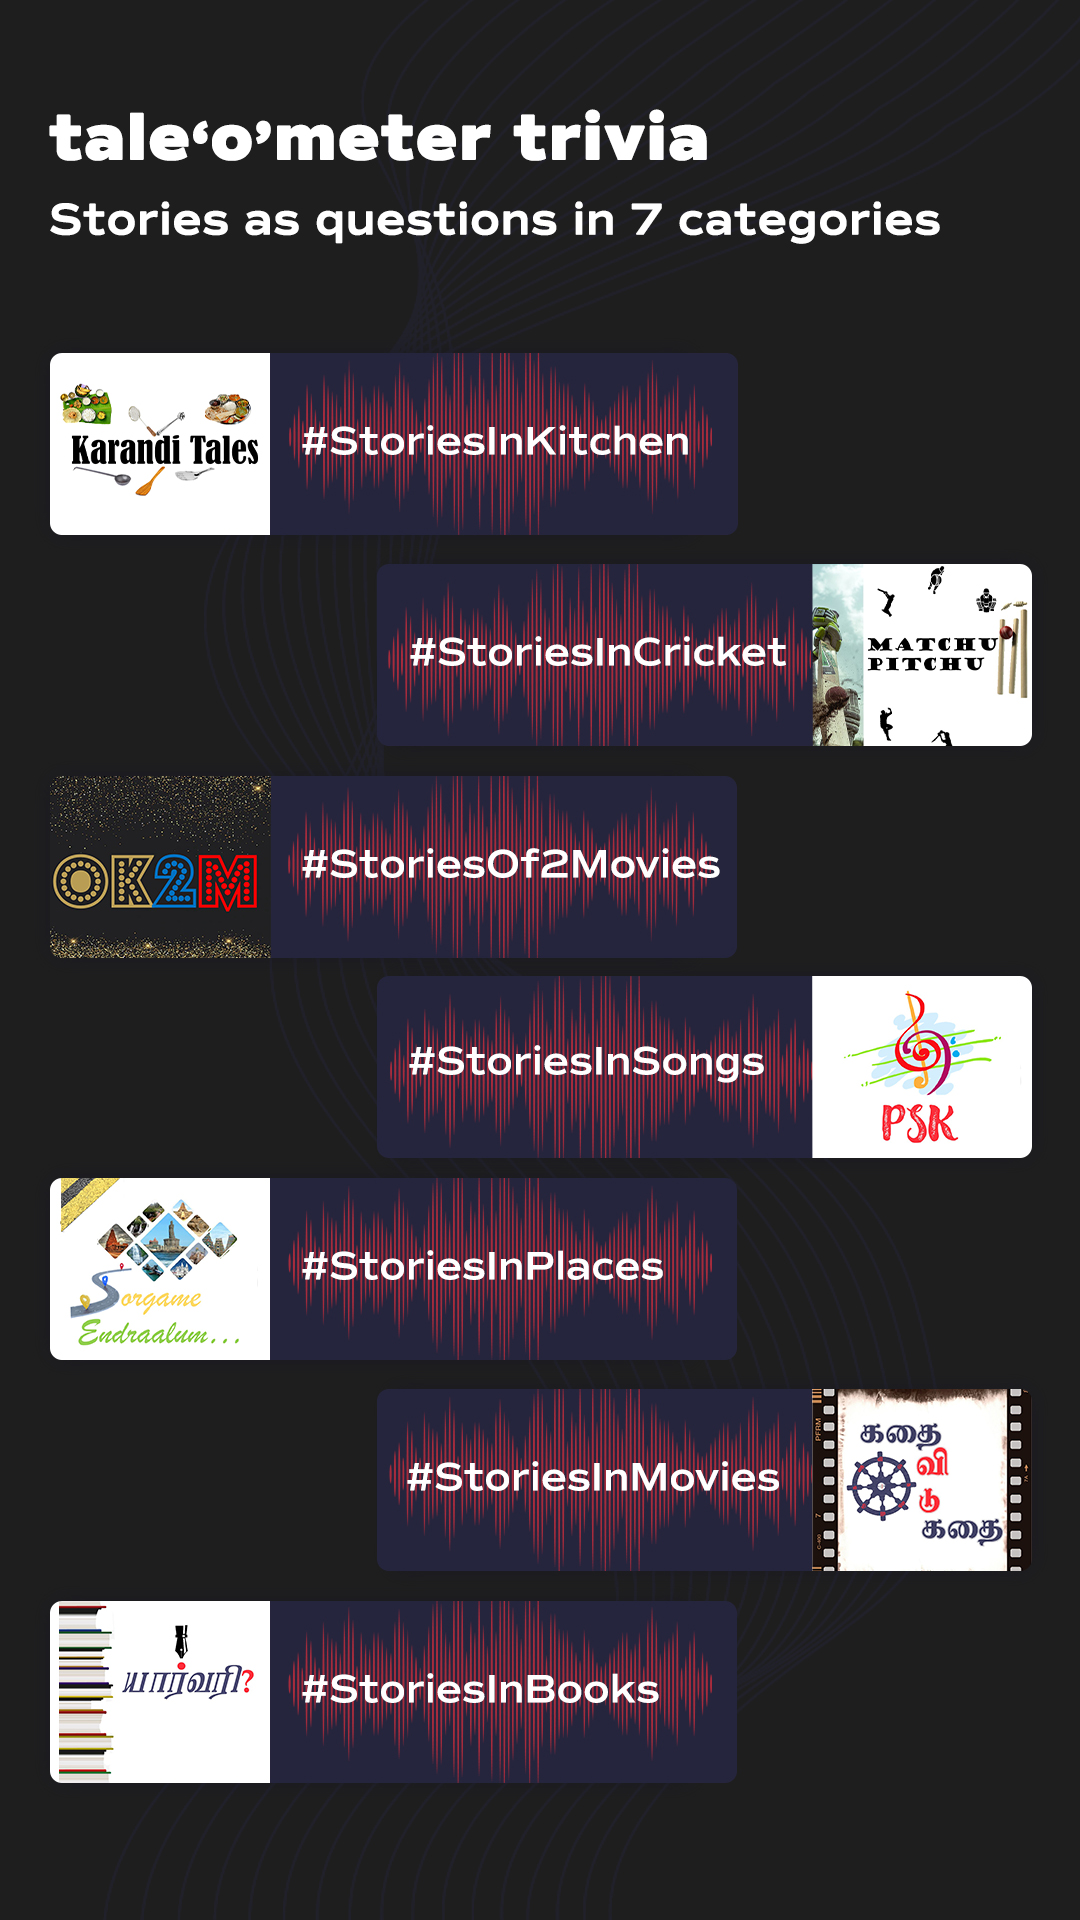 tale‘o’meter trivia
Stories as questions in 7 categories
Karandi Tales
#StoriesInKitchen
#StoriesInCricket
MATCHU
PITCHU
OK2M
#StoriesOf2Movies
#StoriesInSongs
PSK
Sorgame
Endraalum...
#StoriesInPlaces
#StoriesInMovies
கதை
வி
டு
கதை
யார்வரி?
#StoriesInBooks